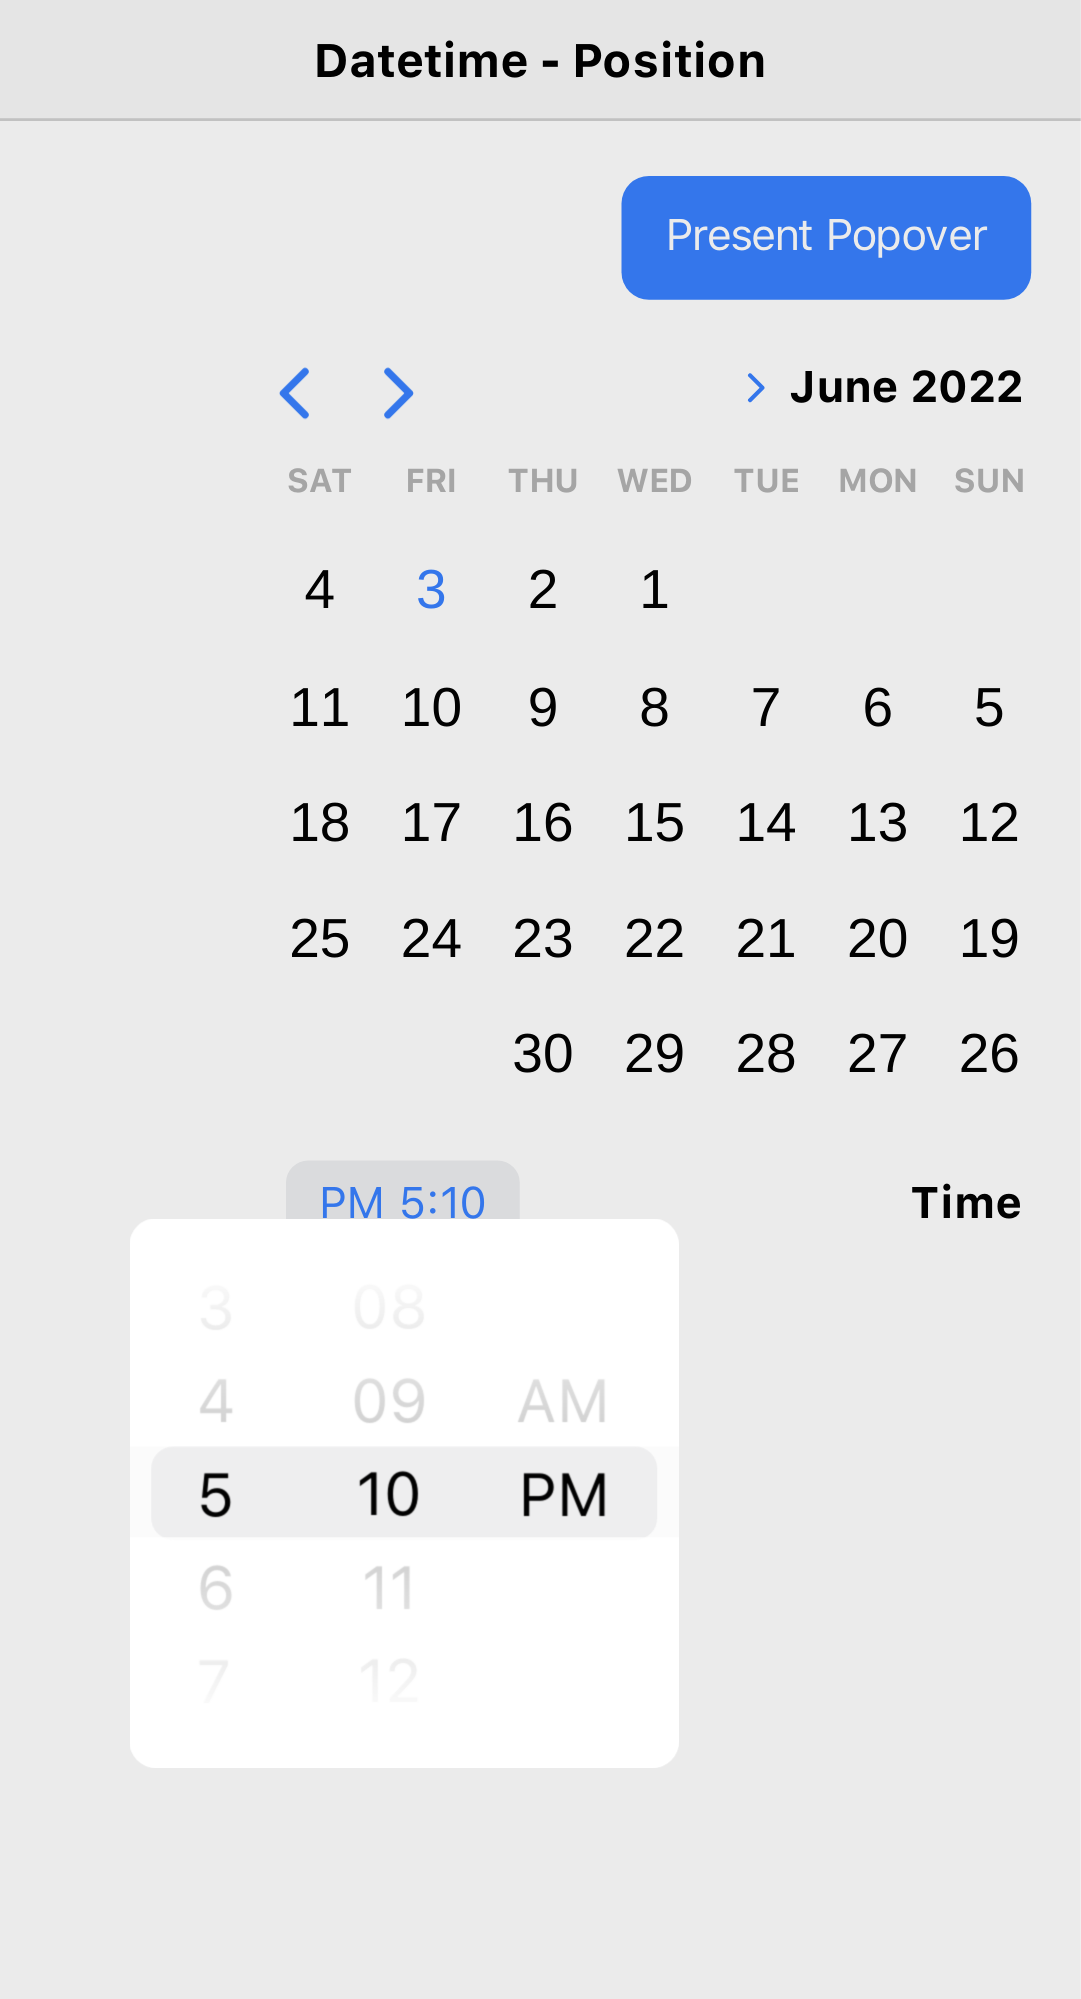 Datetime - Position
Present Popover
June 2022
SAT FRI THU WED TUE MON SUN
4 3 2 1
11 10 9 8 7 6 5
18 17 16 15 14 13 12
25 24 23 22 21 20 19
30 29 28 27 26
PM 5:10 Time
3 08
4 09 AM
5 10 PM
6 11
7 12